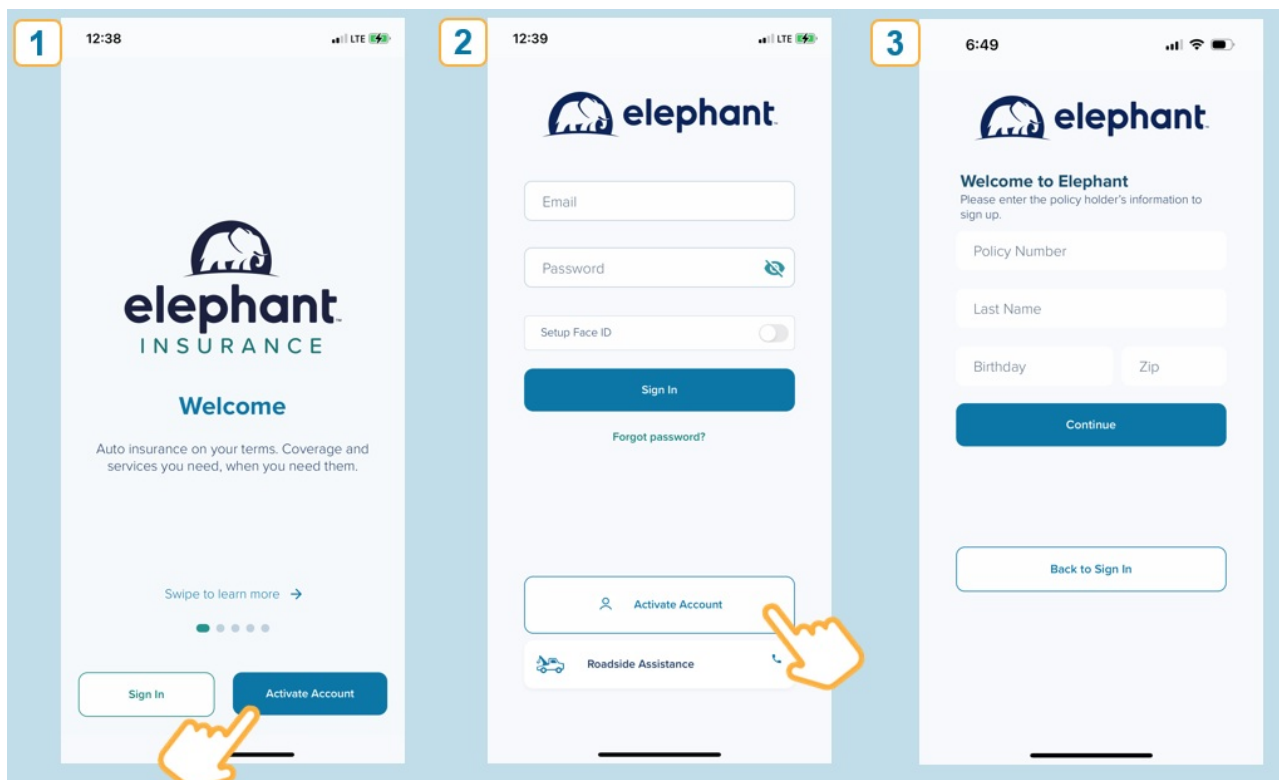 1
12:38
LTE
elephant™
INSURANCE
Welcome
Auto insurance on your terms. Coverage and
services you need, when you need them.
Swipe to learn more →
Sign In
Activate Account
2
12:39
LTE
elephant™
Email
Password
Setup Face ID
Sign In
Forgot password?
Activate Account
Roadside Assistance
3
6:49
elephant™
Welcome to Elephant
Please enter the policy holder's information to
sign up.
Policy Number
Last Name
Birthday
Zip
Continue
Back to Sign In